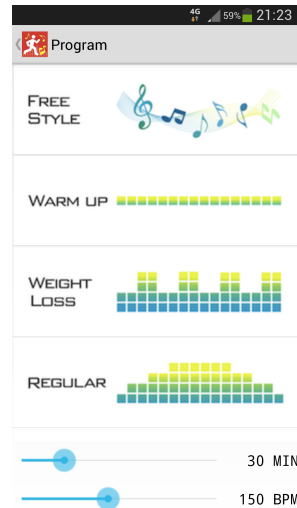 4G 59% 21:23
Program
FREE
STYLE
WARM UP
WEIGHT
LOSS
REGULAR
30 MIN
150 BPM